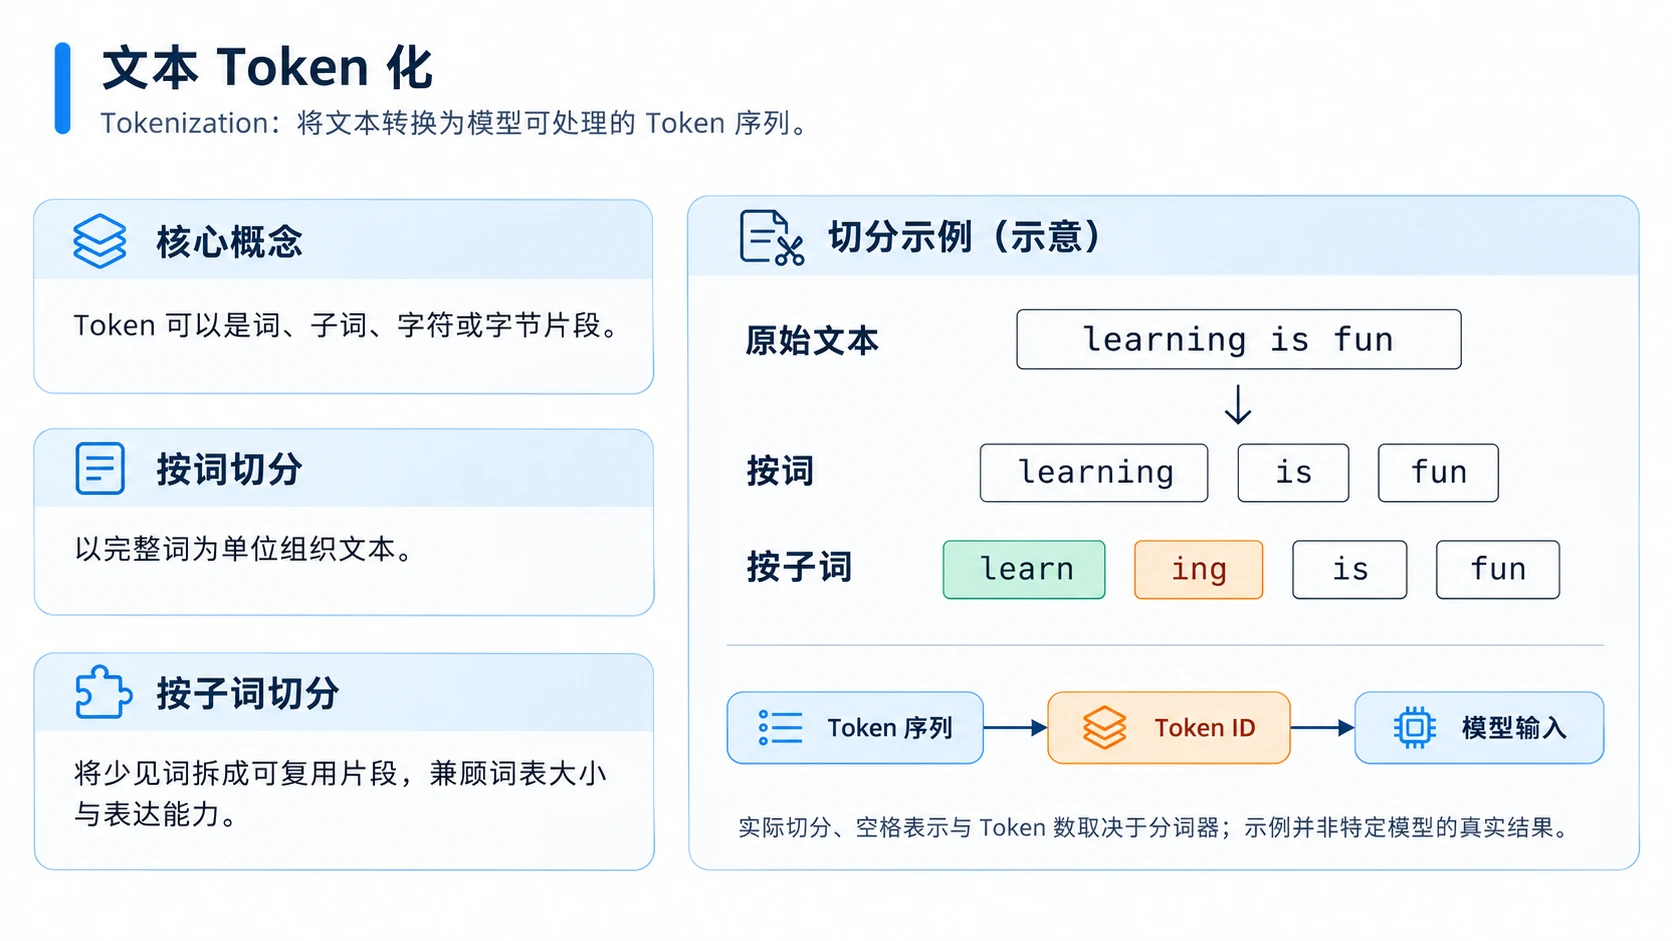 文本 Token 化
Tokenization：将文本转换为模型可处理的 Token 序列。
核心概念
Token 可以是词、子词、字符或字节片段。
按词切分
以完整词为单位组织文本。
按子词切分
将少见词拆成可复用片段，兼顾词表大小
与表达能力。
切分示例（示意）
原始文本 learning is fun
按词 learning is fun
按子词 learn ing is fun
Token 序列 Token ID 模型输入
实际切分、空格表示与 Token 数取决于分词器；示例并非特定模型的真实结果。